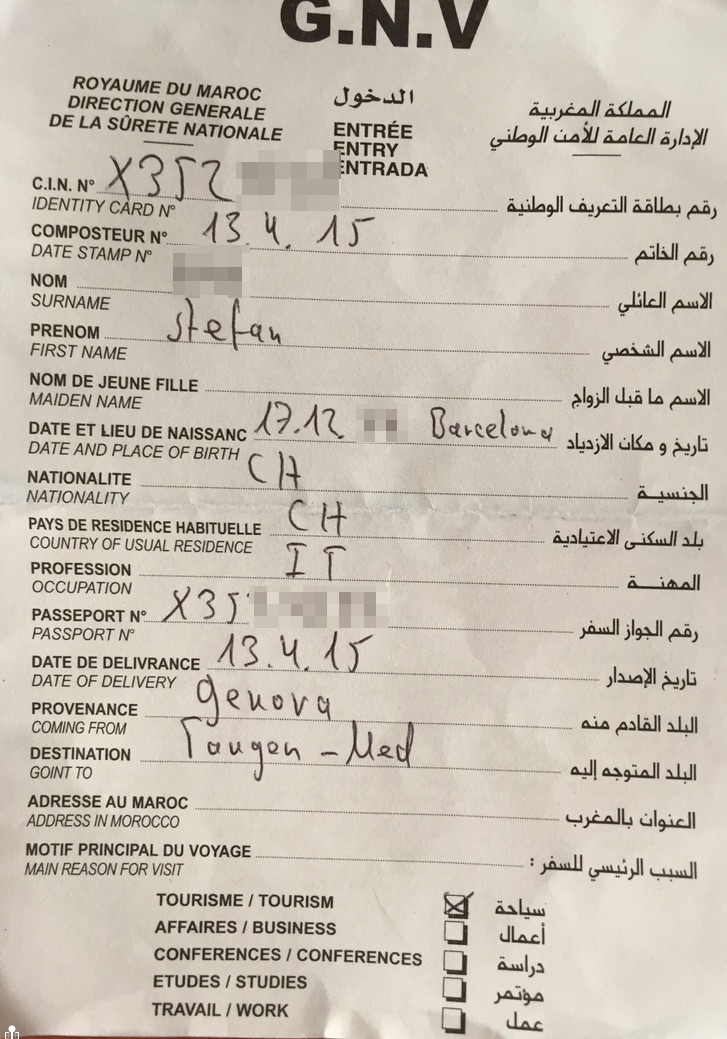 G.N.V
ROYAUME DU MAROC
DIRECTION GENERALE
DE LA SÛRETE NATIONALE
الدخول
ENTRÉE
ENTRY
ENTRADA
المملكة المغربية
الإدارة العامة للأمن الوطني
C.I.N. N° X352 رقم بطاقة التعريف الوطنية
IDENTITY CARD N°
COMPOSTEUR N° 13.4.15 رقم الخاتم
DATE STAMP N°
NOM الاسم العائلي
SURNAME
PRENOM Stefan الاسم الشخصي
FIRST NAME
NOM DE JEUNE FILLE الاسم ما قبل الزواج
MAIDEN NAME
DATE ET LIEU DE NAISSANC 17.12. Barcelona تاريخ و مكان الازدياد
DATE AND PLACE OF BIRTH
NATIONALITE CH الجنسية
NATIONALITY
PAYS DE RESIDENCE HABITUELLE CH بلد السكنى الاعتيادية
COUNTRY OF USUAL RESIDENCE
PROFESSION IT المهنة
OCCUPATION
PASSEPORT N° X35 رقم الجواز السفر
PASSPORT N°
DATE DE DELIVRANCE 13.4.15 تاريخ الإصدار
DATE OF DELIVERY
PROVENANCE Genova البلد القادم منه
COMING FROM
DESTINATION Tangen-Med البلد المتوجه إليه
GOINT TO
ADRESSE AU MAROC العنوان بالمغرب
ADDRESS IN MOROCCO
MOTIF PRINCIPAL DU VOYAGE السبب الرئيسي للسفر :
MAIN REASON FOR VISIT
TOURISME / TOURISM سياحة
AFFAIRES / BUSINESS أعمال
CONFERENCES / CONFERENCES دراسة
ETUDES / STUDIES مؤتمر
TRAVAIL / WORK عمل